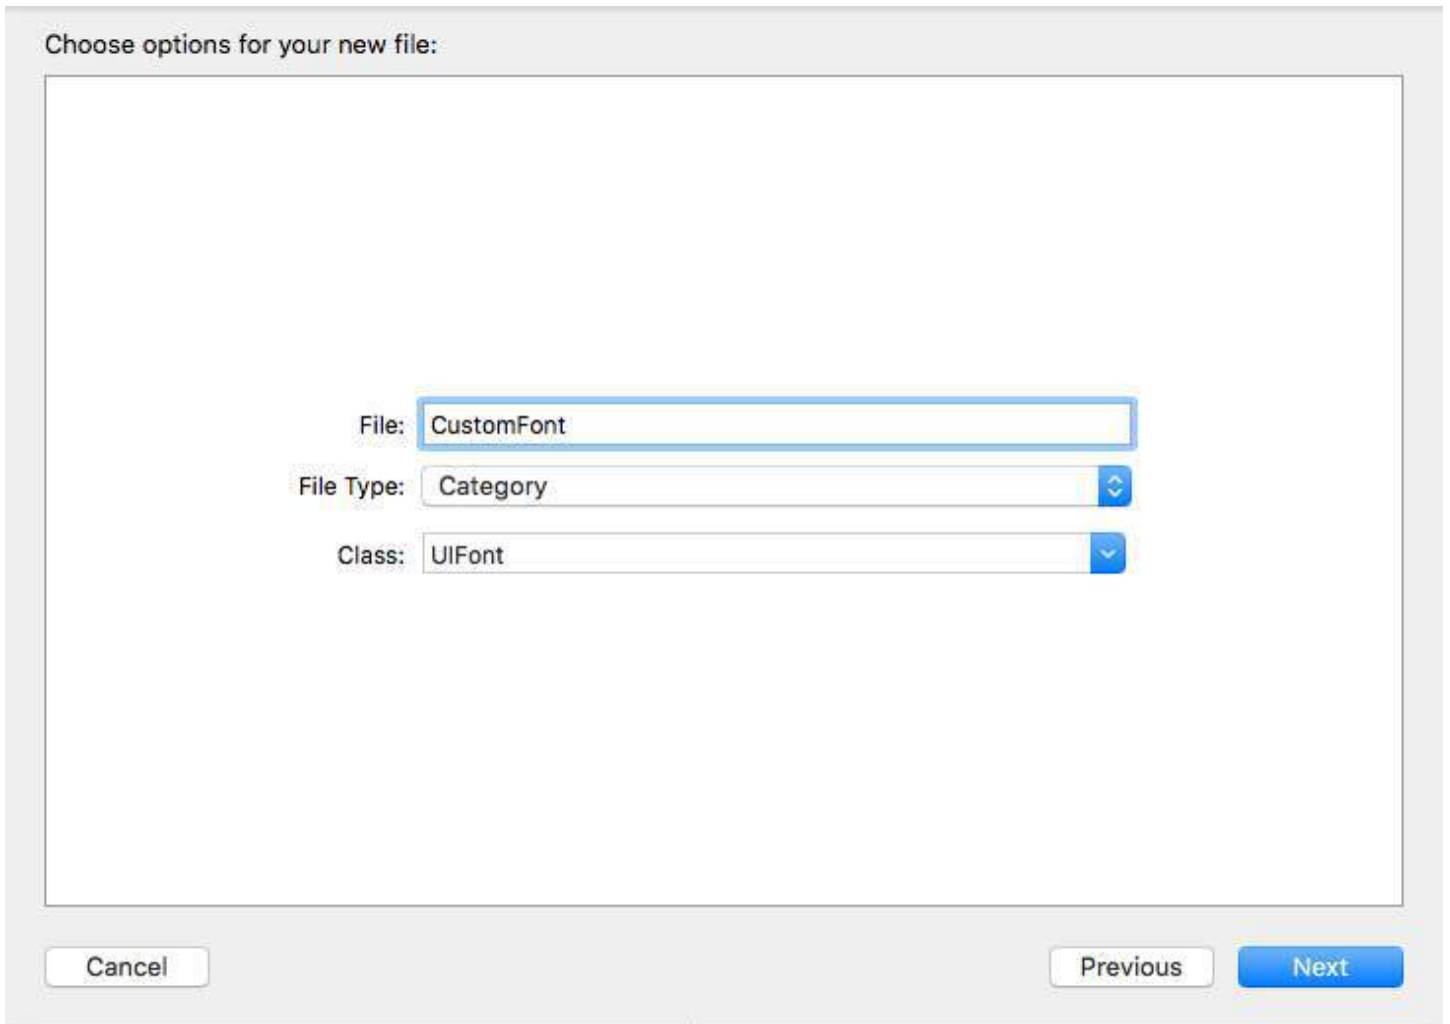 Choose options for your new file:
File: CustomFont
File Type: Category
Class: UIFont
Cancel Previous Next